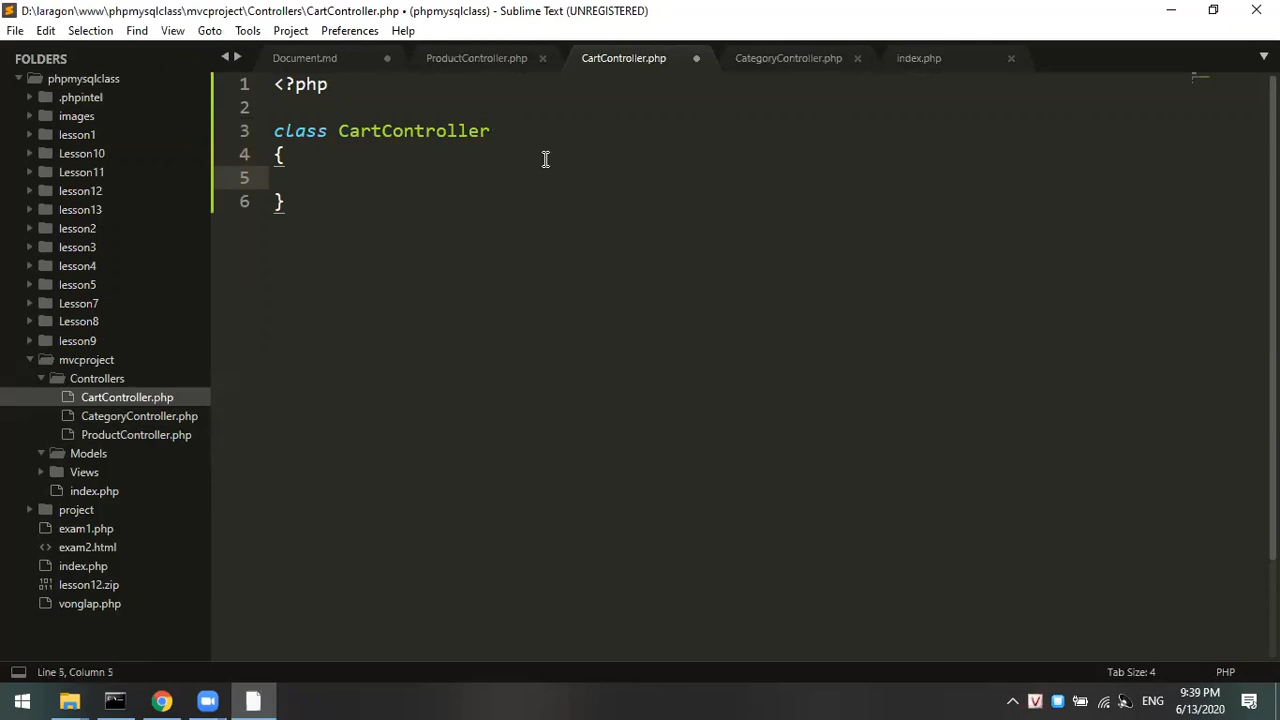 D:\laragon\www\phpmysqlclass\mvcproject\Controllers\CartController.php • (phpmysqlclass) - Sublime Text (UNREGISTERED)
File Edit Selection Find View Goto Tools Project Preferences Help
FOLDERS
phpmysqlclass
.phpintel
images
lesson1
Lesson10
Lesson11
lesson12
lesson13
lesson2
lesson3
lesson4
lesson5
Lesson7
Lesson8
lesson9
mvcproject
Controllers
CartController.php
CategoryController.php
ProductController.php
Models
Views
index.php
project
exam1.php
exam2.html
index.php
lesson12.zip
vonglap.php
Document.md ProductController.php CartController.php CategoryController.php index.php
1 <?php
2
3 class CartController
4 {
5
6 }
Line 5, Column 5 Tab Size: 4 PHP
ENG
9:39 PM
6/13/2020